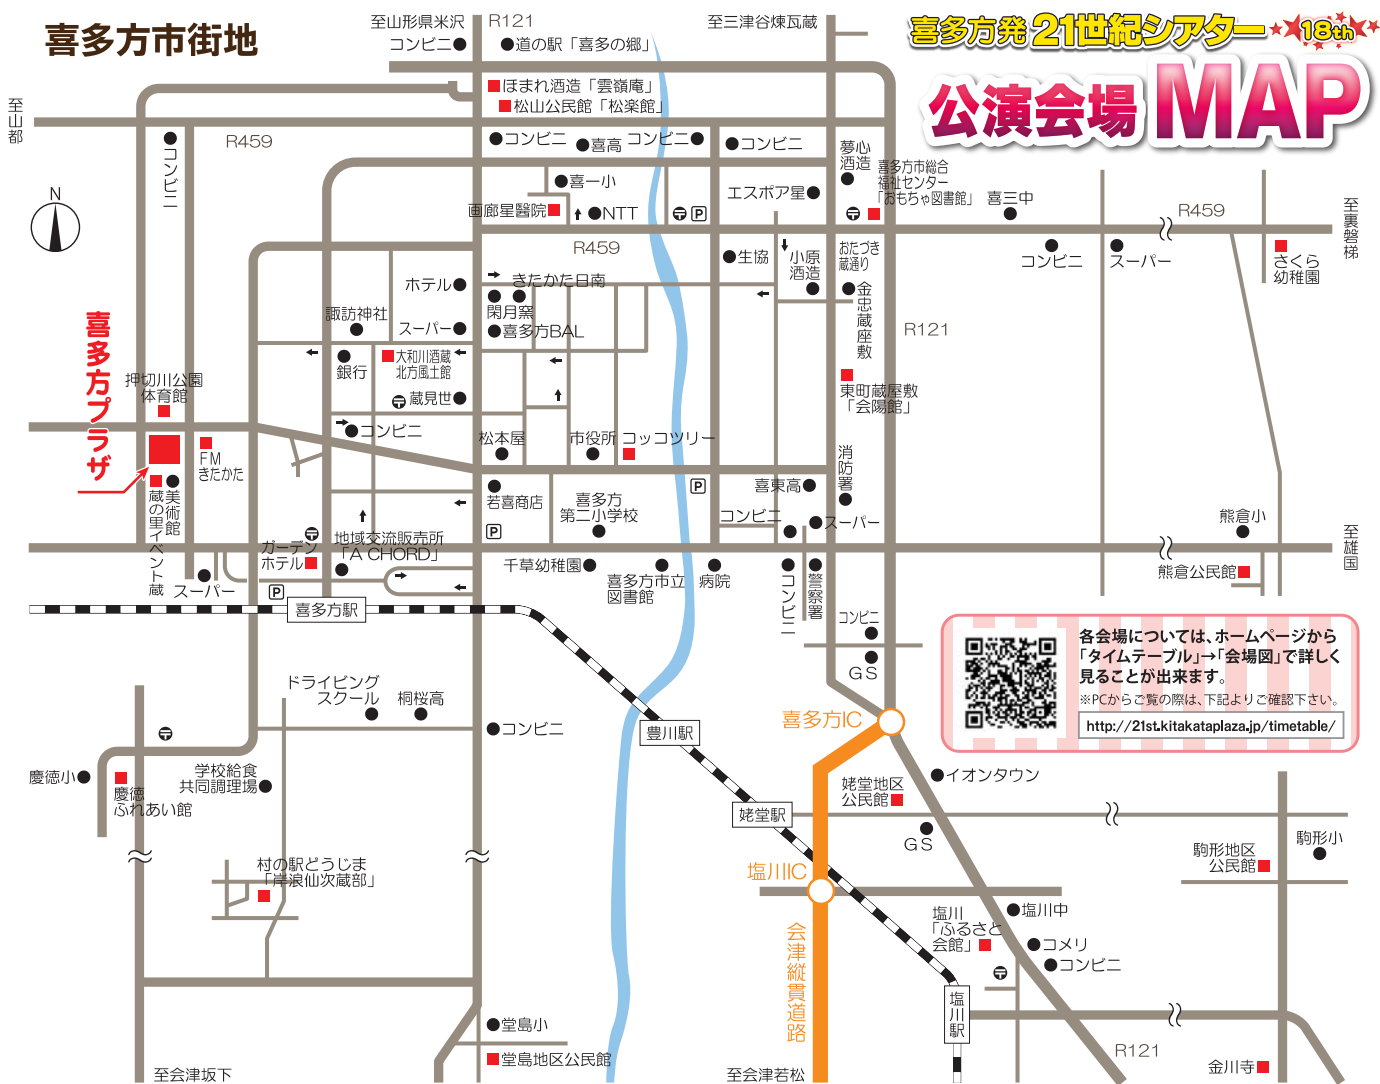 喜多方市街地
至山形県米沢
R121
至三津谷煉瓦蔵
喜多方発 21世紀シアター 18th
公演会場 MAP
コンビニ
道の駅「喜多の郷」
ほまれ酒造「雲嶺庵」
松山公民館「松楽館」
至山都
R459
コンビニ
コンビニ
喜高
コンビニ
コンビニ
夢心
酒造
喜多方市総合
福祉センター
「おもちゃ図書館」
喜一小
エスポア星
喜三中
画廊星醫院
NTT
P
R459
至裏磐梯
N
R459
生協
小原
酒造
おたづき
蔵通り
コンビニ
スーパー
さくら
幼稚園
ホテル
きたかた日南
閑月窯
金忠蔵座敷
諏訪神社
スーパー
喜多方BAL
R121
喜多方プラザ
銀行
大和川酒蔵
北方風土館
押切川公園
体育館
蔵見世
東町蔵屋敷
「会陽館」
コンビニ
松本屋
市役所
コッコツリー
FM
きたかた
消防署
美術館
蔵の里イベント蔵
若喜商店
喜多方
第二小学校
P
喜東高
コンビニ
スーパー
熊倉小
至雄国
P
ガーデン
ホテル
地域交流販売所
「A CHORD」
千草幼稚園
喜多方市立
図書館
病院
コンビニ
警察署
熊倉公民館
スーパー
P
喜多方駅
コンビニ
GS
各会場については、ホームページから
「タイムテーブル」→「会場図」で詳しく
見ることが出来ます。
※PCからご覧の際は、下記よりご確認下さい。
http://21st.kitakataplaza.jp/timetable/
ドライビング
スクール
桐桜高
コンビニ
喜多方IC
豊川駅
慶徳小
慶徳
ふれあい館
学校給食
共同調理場
イオンタウン
姥堂地区
公民館
姥堂駅
GS
駒形小
駒形地区
公民館
村の駅どうじま
「岸浪仙次蔵部」
塩川IC
塩川
「ふるさと
会館」
塩川中
コメリ
コンビニ
会津縦貫道路
塩川駅
堂島小
堂島地区公民館
R121
金川寺
至会津坂下
至会津若松